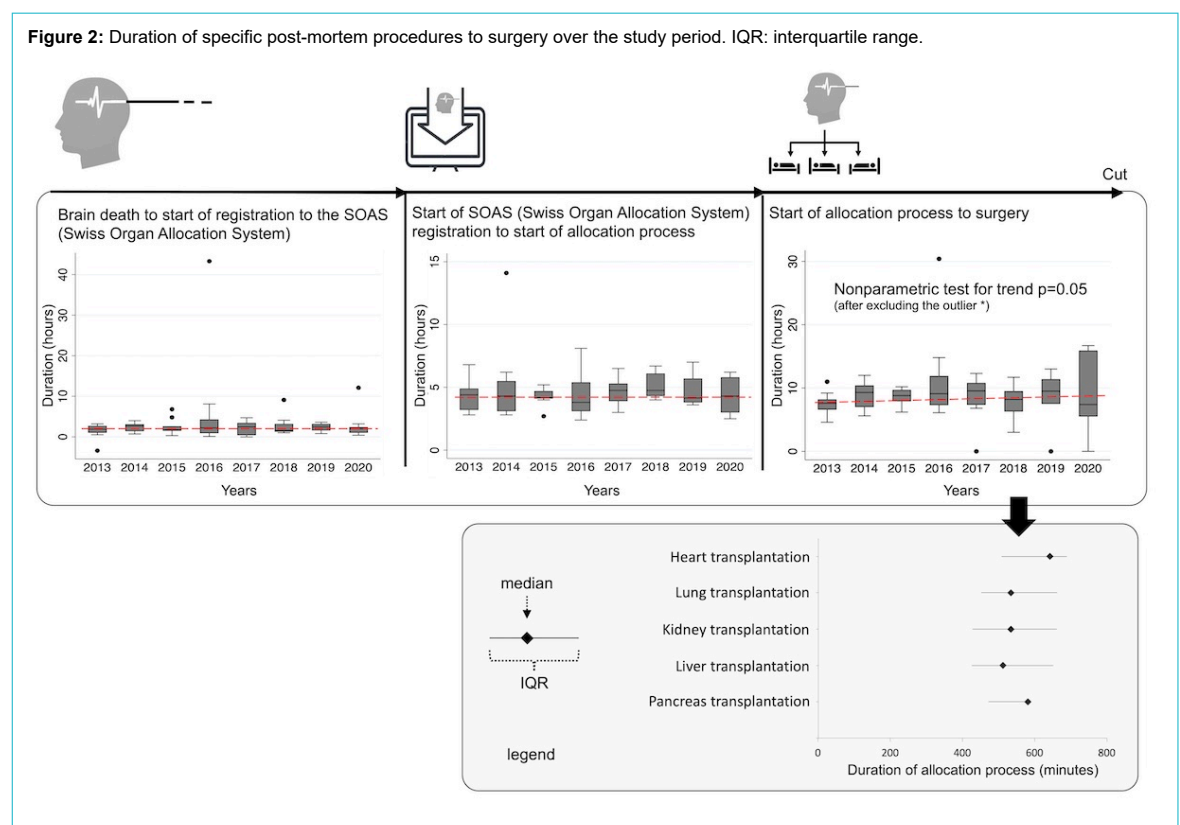 Figure 2: Duration of specific post-mortem procedures to surgery over the study period. IQR: interquartile range.
Cut
Brain death to start of registration to the SOAS
(Swiss Organ Allocation System)
Duration (hours)
40
30
20
10
0
2013 2014 2015 2016 2017 2018 2019 2020
Years
Start of SOAS (Swiss Organ Allocation System)
registration to start of allocation process
Duration (hours)
15
10
5
0
2013 2014 2015 2016 2017 2018 2019 2020
Years
Start of allocation process to surgery
Nonparametric test for trend p=0.05
(after excluding the outlier *)
Duration (hours)
30
20
10
0
2013 2014 2015 2016 2017 2018 2019 2020
Years
median
IQR
legend
Heart transplantation
Lung transplantation
Kidney transplantation
Liver transplantation
Pancreas transplantation
0 200 400 600 800
Duration of allocation process (minutes)